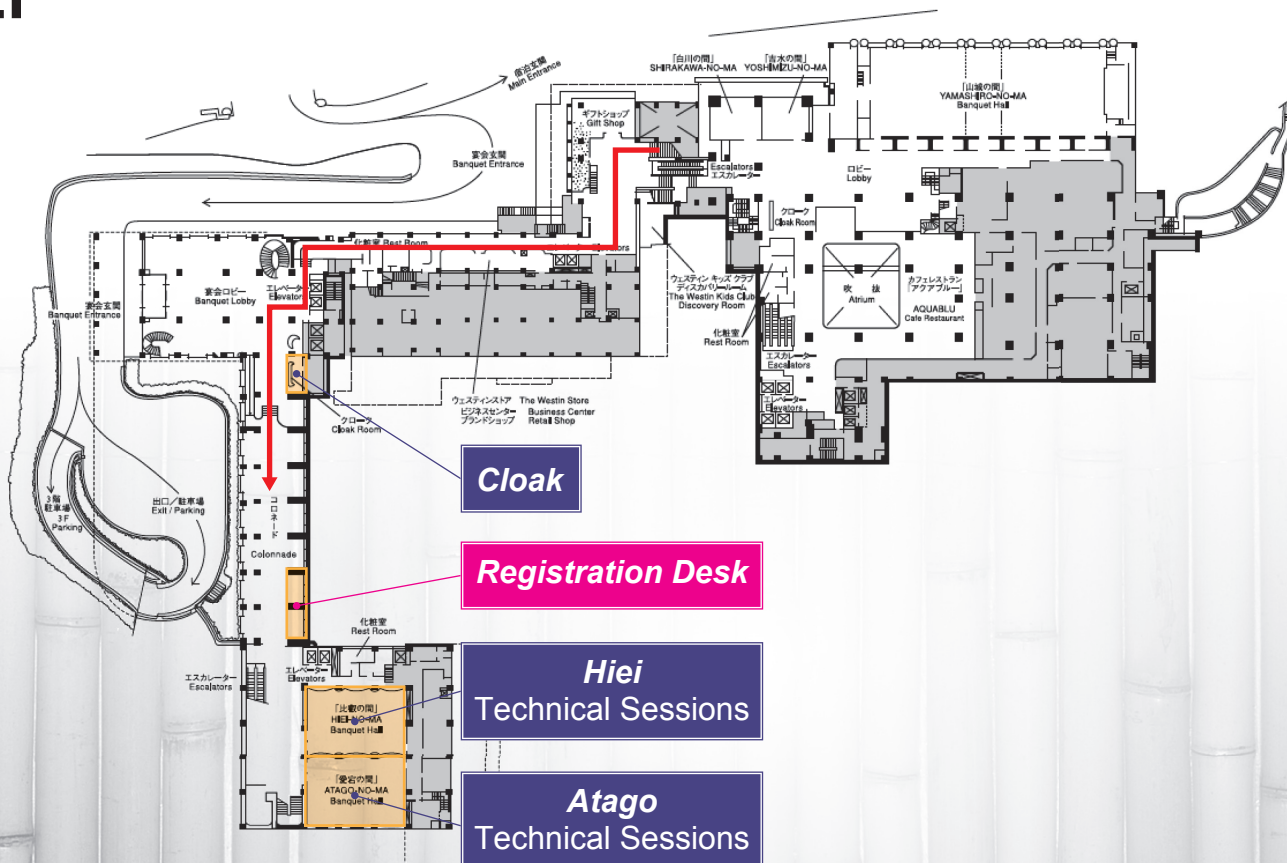 宿泊玄関
Main Entrance
「白川の間」
SHIRAKAWA-NO-MA
「吉水の間」
YOSHIMIZU-NO-MA
「山城の間」
YAMASHIRO-NO-MA
Banquet Hall
ギフトショップ
Gift Shop
宴会玄関
Banquet Entrance
Escalators
エスカレーター
ロビー
Lobby
クローク
Cloak Room
化粧室 Rest Room
エレベーター Elevators
宴会ロビー
Banquet Lobby
エレベーター
Elevators
宴会玄関
Banquet Entrance
ウェスティン キッズ クラブ
ディスカバリールーム
The Westin Kids Club
Discovery Room
吹 抜
Atrium
カフェレストラン
「アクアブルー」
AQUABLU
Cafe Restaurant
化粧室
Rest Room
エスカレーター
Escalators
エレベーター
Elevators
ウェスティンストア The Westin Store
ビジネスセンター Business Center
ブランドショップ Retail Shop
クローク
Cloak Room
Cloak
3階
駐車場
3F
Parking
出口／駐車場
Exit / Parking
コロネード
Colonnade
Registration Desk
化粧室
Rest Room
エスカレーター
Escalators
エレベーター
Elevators
「比叡の間」
HIEI-NO-MA
Banquet Hall
Hiei
Technical Sessions
「愛宕の間」
ATAGO-NO-MA
Banquet Hall
Atago
Technical Sessions